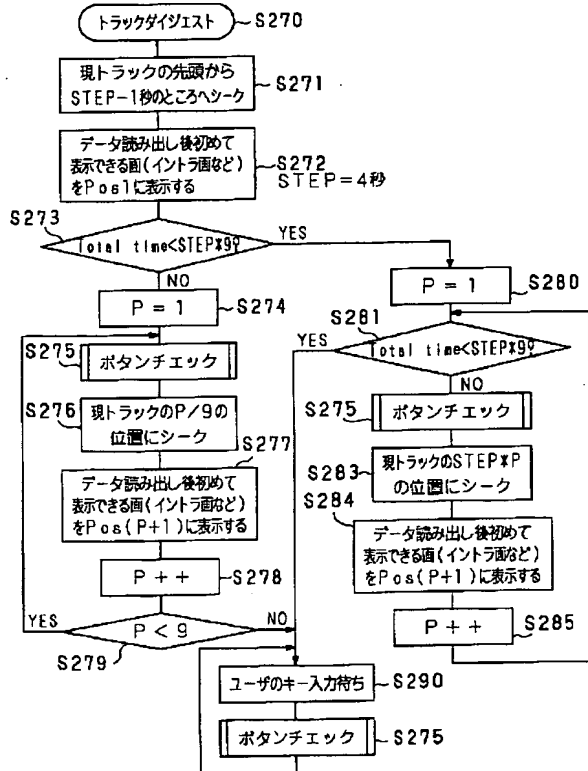 トラックダイジェスト
S270
現トラックの先頭から
STEP-1秒のところへシーク
S271
データ読み出し後初めて
表示できる画(イントラ画など)
をPos1に表示する
S272
STEP=4秒
S273
Total time<STEP*9?
YES
NO
P = 1
S274
S275
ボタンチェック
S276
現トラックのP/9の
位置にシーク
S277
データ読み出し後初めて
表示できる画(イントラ画など)
をPos(P+1)に表示する
P++
S278
YES
P < 9
NO
S279
P = 1
S280
S281
YES
Total time<STEP*9?
NO
S275
ボタンチェック
S283
現トラックのSTEP*P
の位置にシーク
S284
データ読み出し後初めて
表示できる画(イントラ画など)
をPos(P+1)に表示する
P++
S285
ユーザのキー入力待ち
S290
ボタンチェック
S275